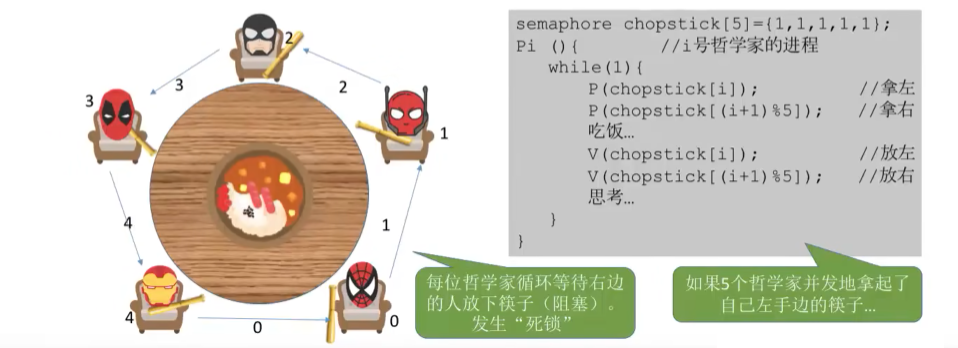 2
3
2
3
1
4
1
4
0
0
semaphore chopstick[5]={1,1,1,1,1};
Pi (){ //i号哲学家的进程
while(1){
P(chopstick[i]); //拿左
P(chopstick[(i+1)%5]); //拿右
吃饭…
V(chopstick[i]); //放左
V(chopstick[(i+1)%5]); //放右
思考…
}
}
每位哲学家循环等待右边
的人放下筷子（阻塞）。
发生“死锁”
如果5个哲学家并发地拿起了
自己左手边的筷子…